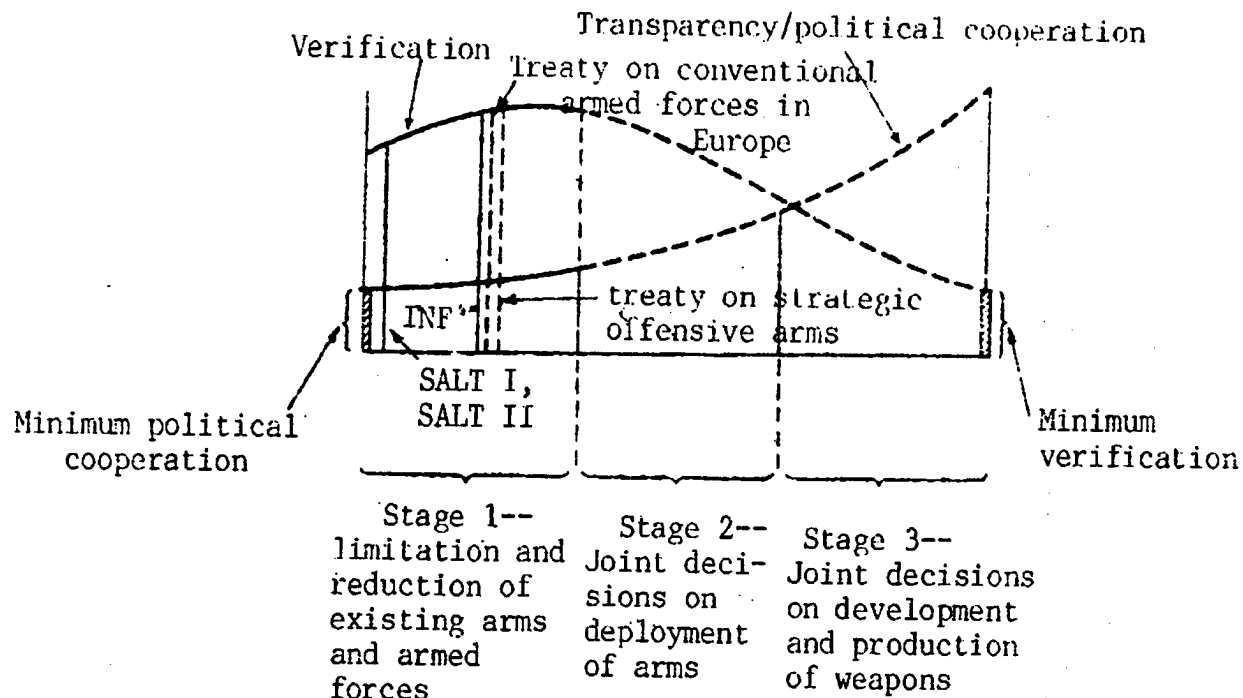 Transparency/political cooperation
Verification
Treaty on conventional
armed forces in
Europe
INF
treaty on strategic
offensive arms
SALT I,
SALT II
Minimum political
cooperation
Minimum
verification
Stage 1--
limitation and
reduction of
existing arms
and armed
forces
Stage 2--
Joint deci-
sions on
deployment
of arms
Stage 3--
Joint decisions
on development
and production
of weapons